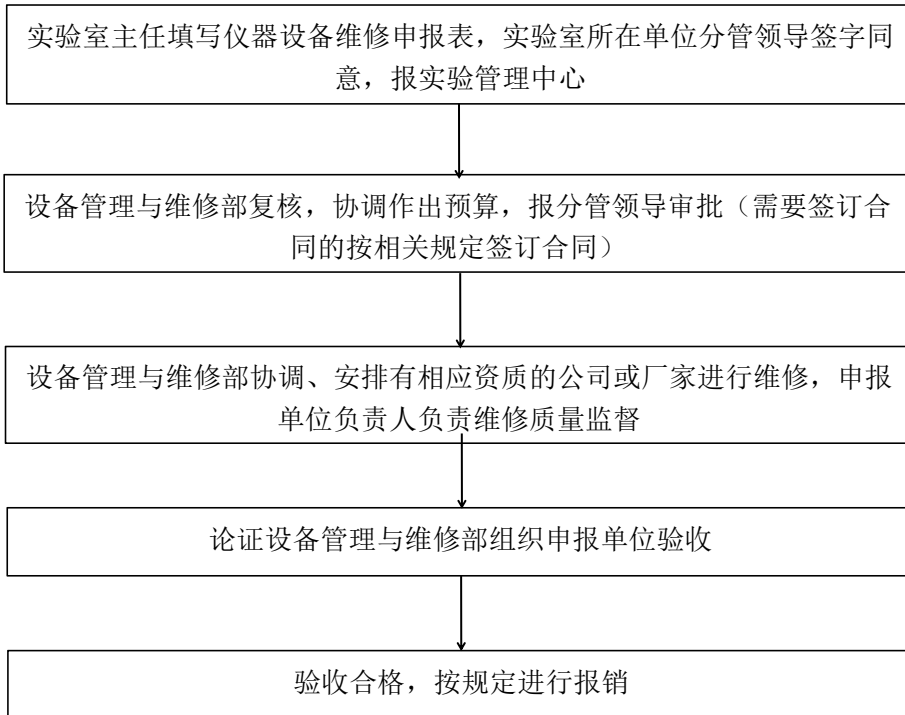 实验室主任填写仪器设备维修申报表，实验室所在单位分管领导签字同
意，报实验管理中心
设备管理与维修部复核，协调作出预算，报分管领导审批（需要签订合
同的按相关规定签订合同）
设备管理与维修部协调、安排有相应资质的公司或厂家进行维修，申报
单位负责人负责维修质量监督
论证设备管理与维修部组织申报单位验收
验收合格，按规定进行报销